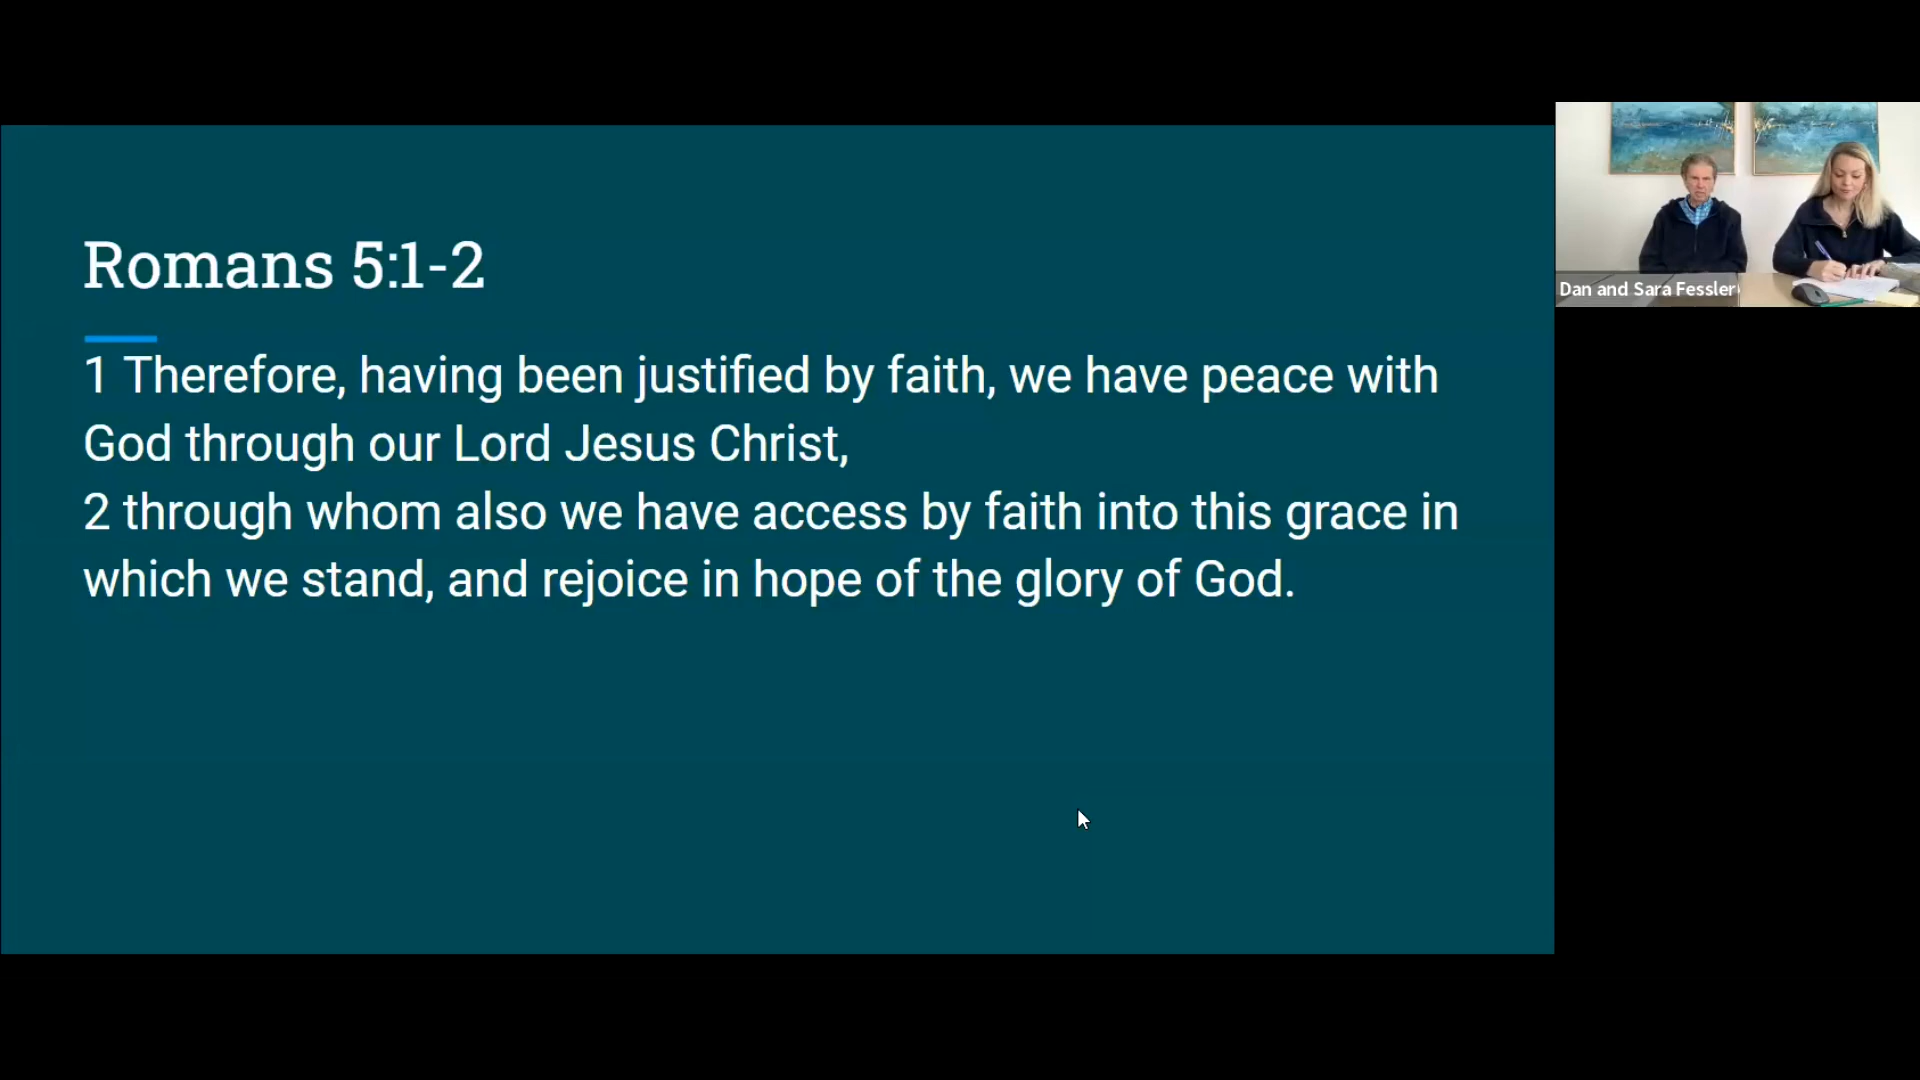 Romans 5:1-2
1 Therefore, having been justified by faith, we have peace with
God through our Lord Jesus Christ,
2 through whom also we have access by faith into this grace in
which we stand, and rejoice in hope of the glory of God.
Dan and Sara Fessler